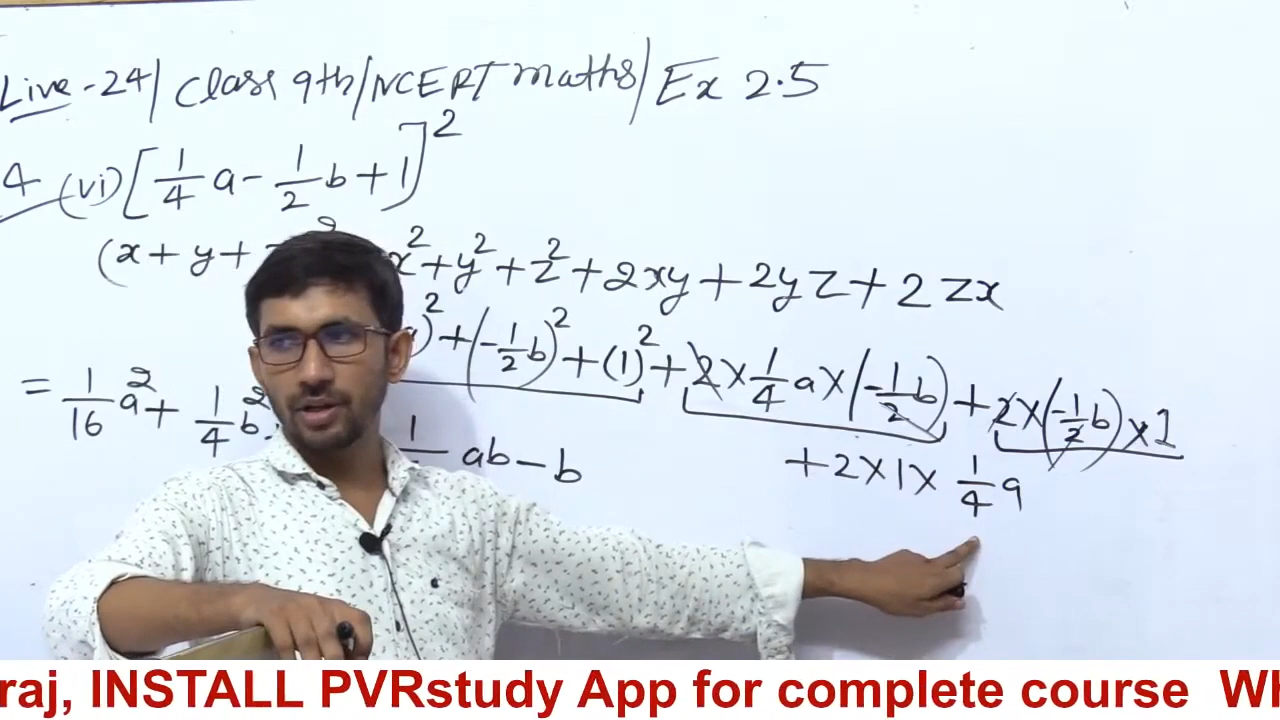 Live-24/ Class 9th/NCERT maths/ Ex 2.5
4 (vi) [1/4 a - 1/2 b + 1]²
(x + y + x² + y² + z² + 2xy + 2yz + 2zx
)² + (-1/2 b)² + (1)² + 2 × 1/4 a × (-1/2 b) + 2 × (-1/2 b) × 1
= 1/16 a² + 1/4 b² 1 ab - b
+ 2 × 1 × 1/4 a
raj, INSTALL PVRstudy App for complete course Wh